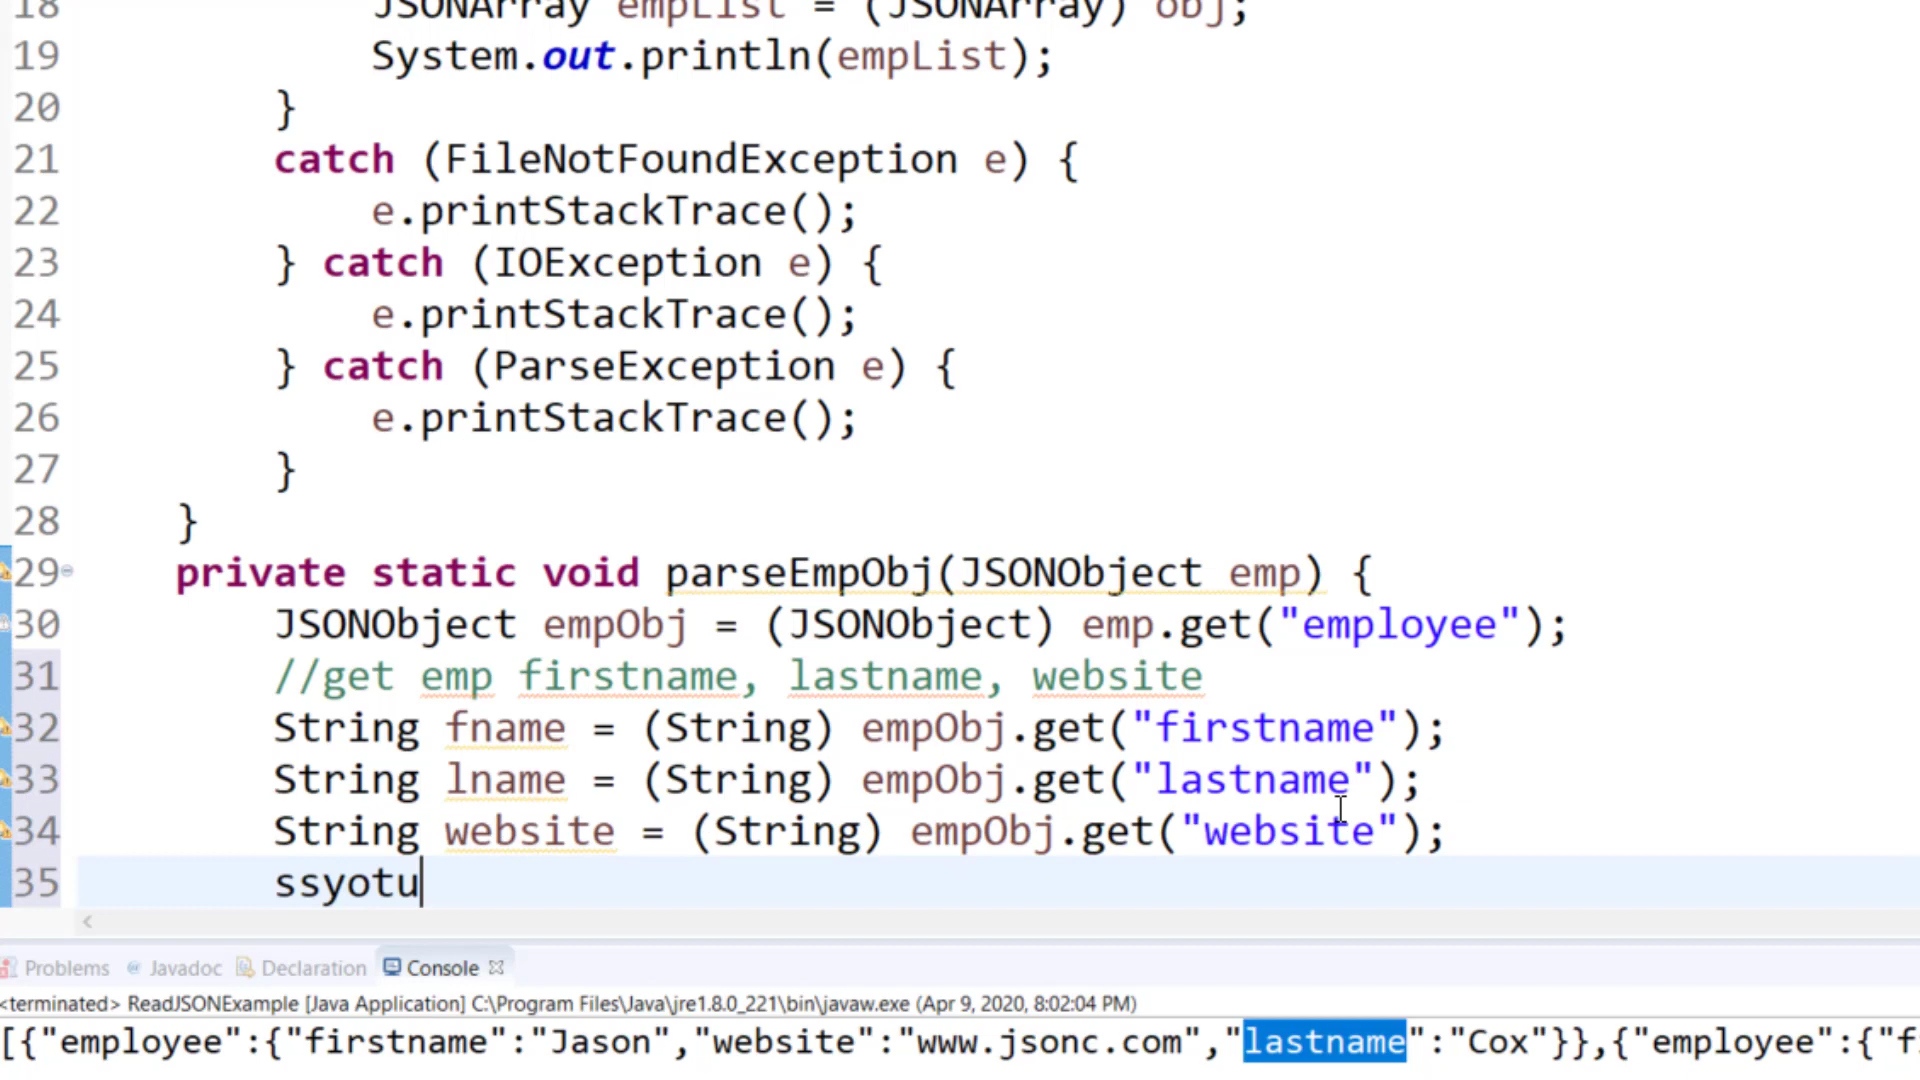 18 JSONArray empList = (JSONArray) obj;
19 System.out.println(empList);
20 }
21 catch (FileNotFoundException e) {
22 e.printStackTrace();
23 } catch (IOException e) {
24 e.printStackTrace();
25 } catch (ParseException e) {
26 e.printStackTrace();
27 }
28 }
29 private static void parseEmpObj(JSONObject emp) {
30 JSONObject empObj = (JSONObject) emp.get("employee");
31 //get emp firstname, lastname, website
32 String fname = (String) empObj.get("firstname");
33 String lname = (String) empObj.get("lastname");
34 String website = (String) empObj.get("website");
35 ssyotu
Problems @ Javadoc Declaration Console
<terminated> ReadJSONExample [Java Application] C:\Program Files\Java\jre1.8.0_221\bin\javaw.exe (Apr 9, 2020, 8:02:04 PM)
[{"employee":{"firstname":"Jason","website":"www.jsonc.com","lastname":"Cox"}},{"employee":{"f